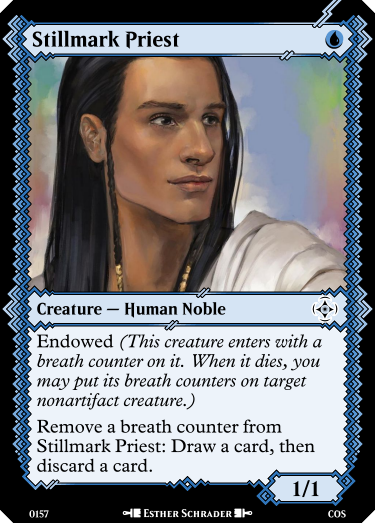 Stillmark Priest
Creature — Human Noble
Endowed (This creature enters with a
breath counter on it. When it dies, you
may put its breath counters on target
nonartifact creature.)
Remove a breath counter from
Stillmark Priest: Draw a card, then
discard a card.
1/1
0157 Esther Schrader COS